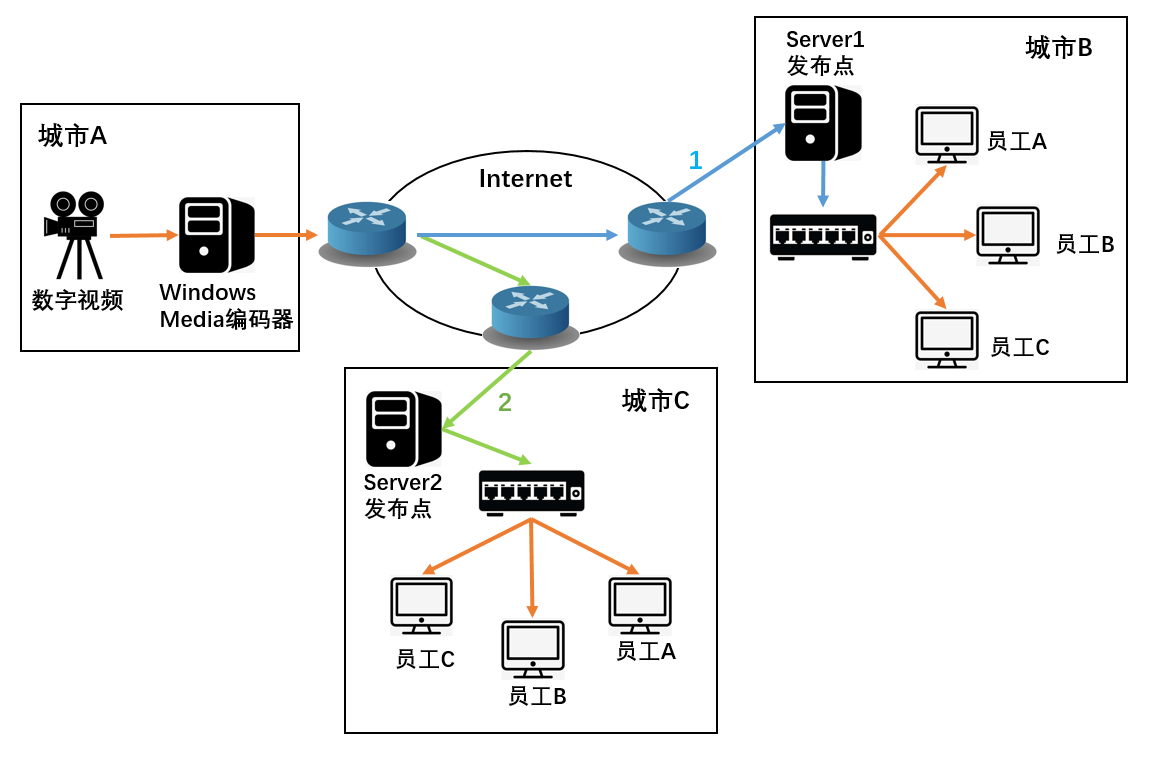 城市A
数字视频
Windows
Media编码器
Internet
1
2
Server1
发布点
城市B
员工A
员工B
员工C
城市C
Server2
发布点
员工C
员工B
员工A